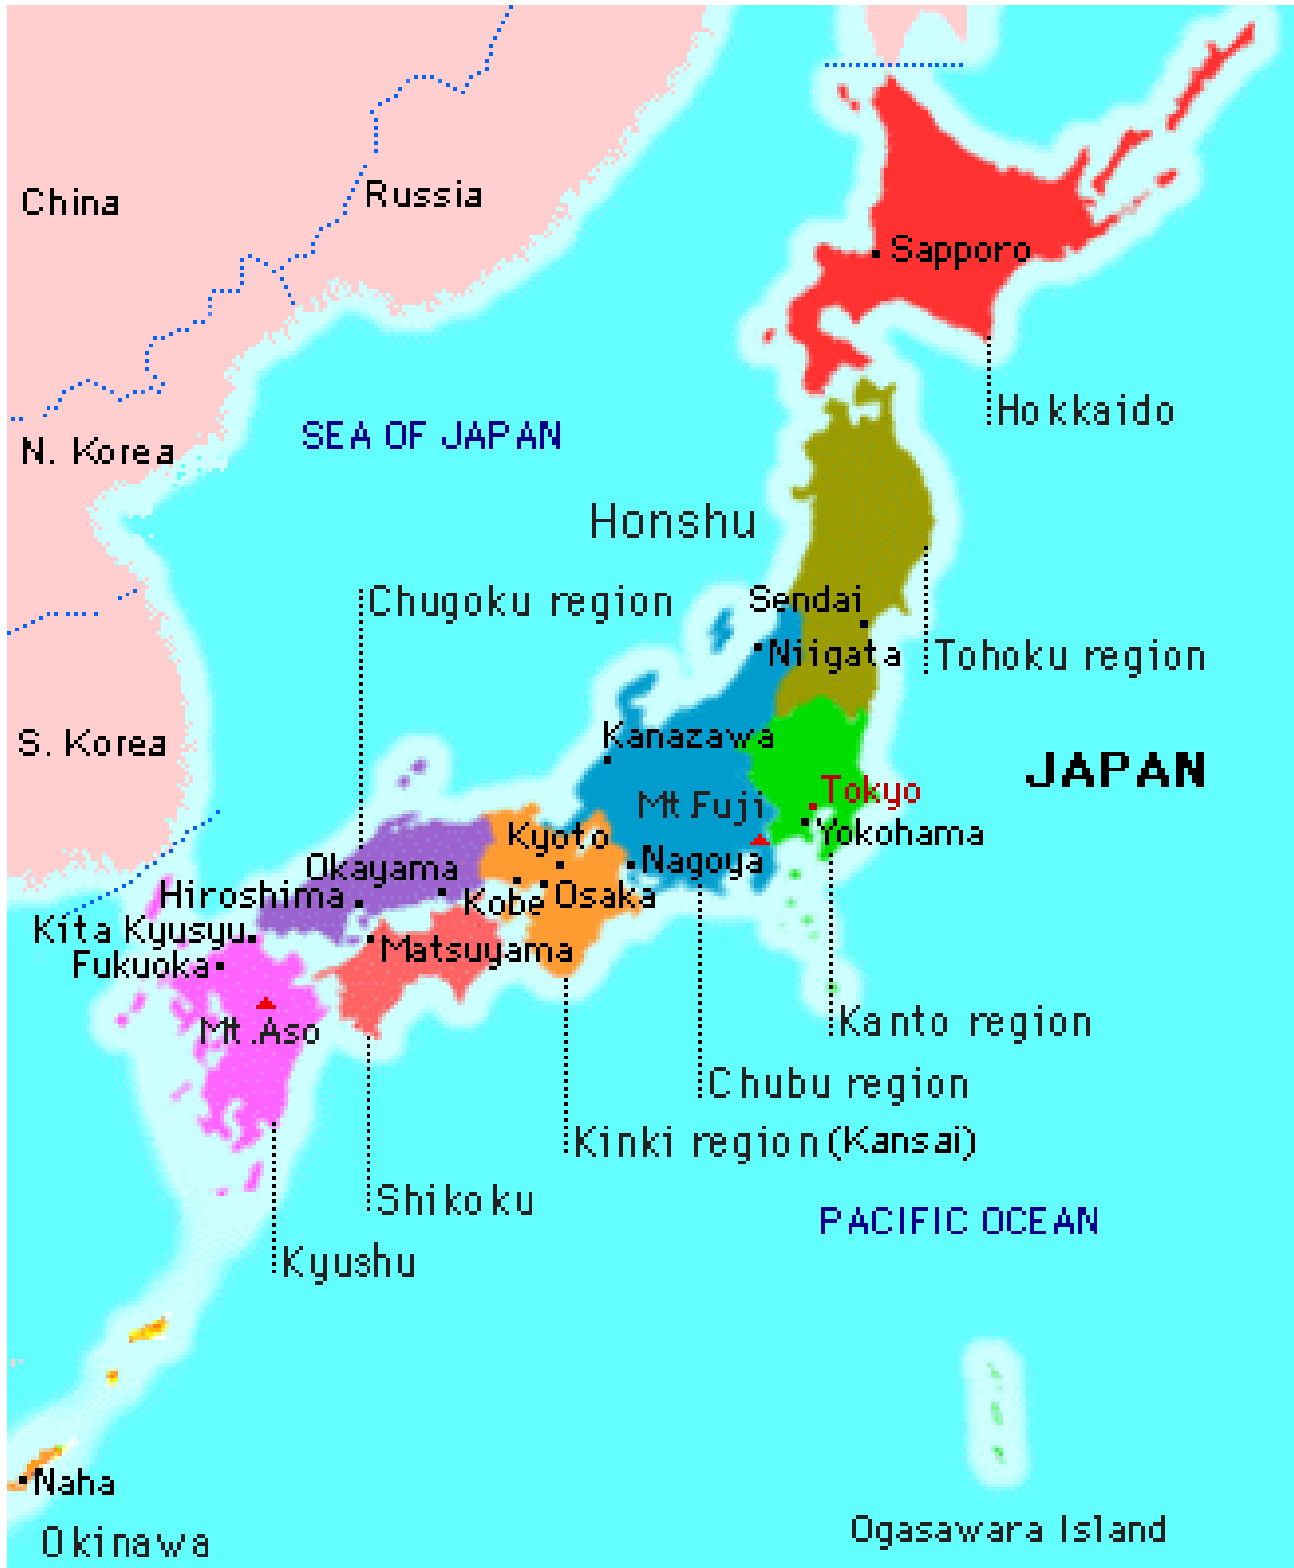 China
Russia
Sapporo
Hokkaido
SEA OF JAPAN
N. Korea
Honshu
Chugoku region
Sendai
Niigata
Tohoku region
S. Korea
Kanazawa
JAPAN
Mt.Fuji
Tokyo
Yokohama
Kyoto
Nagoya
Okayama
Hiroshima
Kobe
Osaka
Kita Kyusyu
Matsuyama
Fukuoka
Mt.Aso
Kanto region
Chubu region
Kinki region (Kansai)
Shikoku
PACIFIC OCEAN
Kyushu
Naha
Okinawa
Ogasawara Island